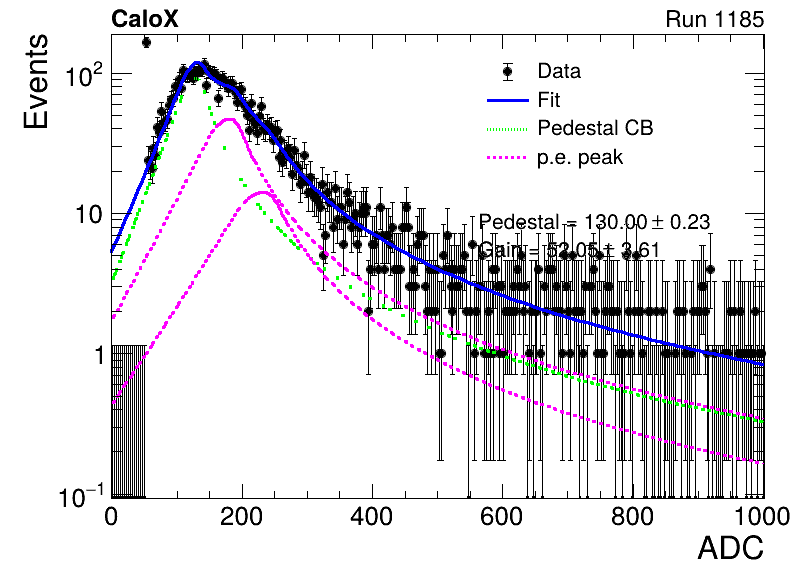 CaloX Run 1185
Events
Data
Fit
Pedestal CB
p.e. peak
Pedestal = 130.00 ± 0.23
Gain = 52.05 ± 3.61
10²
10
1
10⁻¹
0 200 400 600 800 1000
ADC